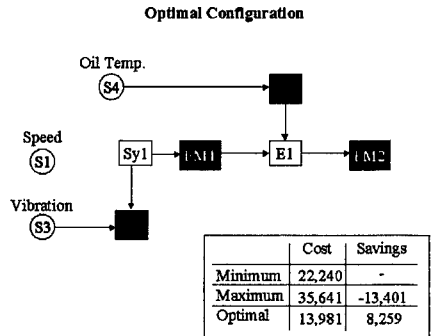 Optimal Configuration
Oil Temp.
S4
Speed
S1
Sy1
FM1
E1
FM2
Vibration
S3
Cost Savings
Minimum 22,240 -
Maximum 35,641 -13,401
Optimal 13,981 8,259